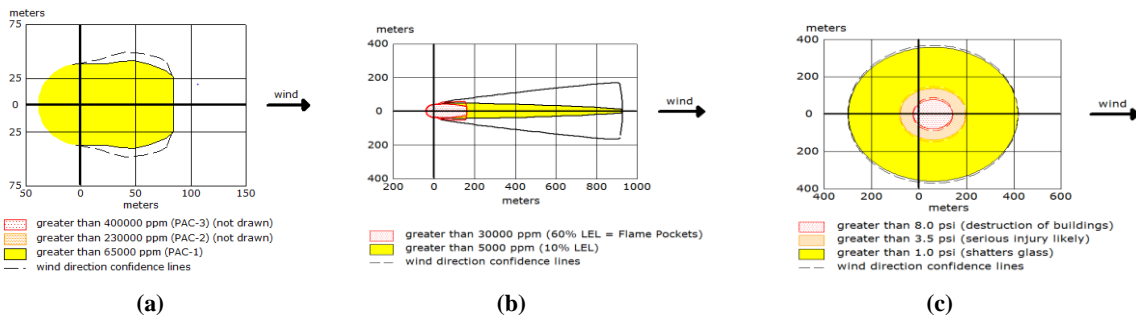 meters
75
25
0
25
75
50
0
50
100
150
meters
wind
greater than 400000 ppm (PAC-3) (not drawn)
greater than 230000 ppm (PAC-2) (not drawn)
greater than 65000 ppm (PAC-1)
wind direction confidence lines
(a)
meters
400
200
0
200
400
200
0
200
400
600
800
1000
meters
wind
greater than 30000 ppm (60% LEL = Flame Pockets)
greater than 5000 ppm (10% LEL)
wind direction confidence lines
(b)
meters
400
200
0
200
400
400
200
0
200
400
600
meters
wind
greater than 8.0 psi (destruction of buildings)
greater than 3.5 psi (serious injury likely)
greater than 1.0 psi (shatters glass)
wind direction confidence lines
(c)